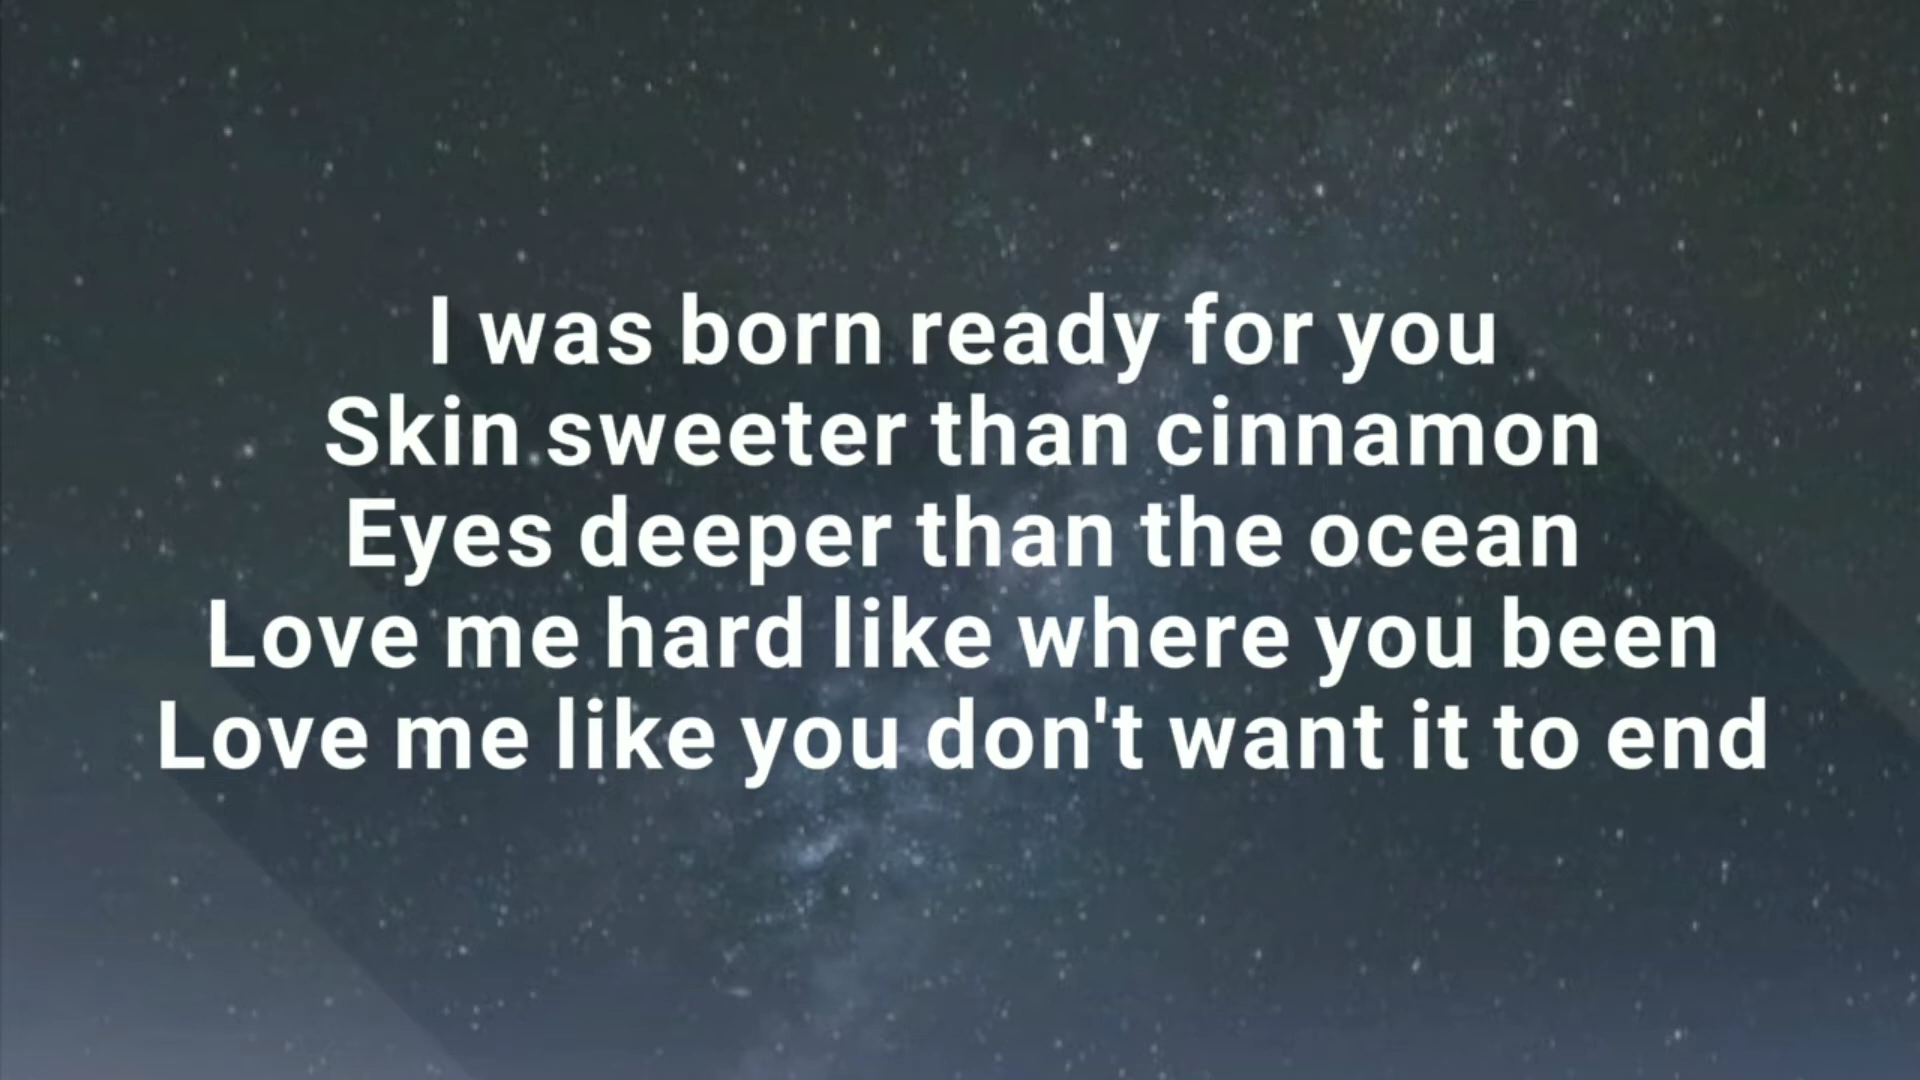 I was born ready for you
Skin sweeter than cinnamon
Eyes deeper than the ocean
Love me hard like where you been
Love me like you don't want it to end